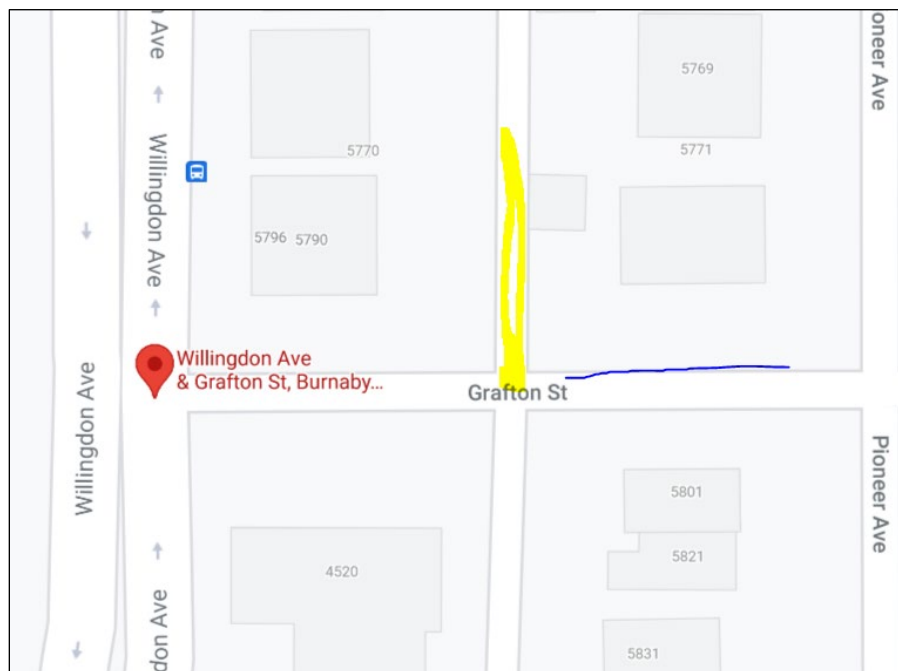 Ave
oneer Ave
5769
5770
5771
Willingdon Ave
5796 5790
Willingdon Ave
& Grafton St, Burnaby...
Grafton St
Willingdon Ave
Pioneer Ave
5801
5821
4520
don Ave
5831